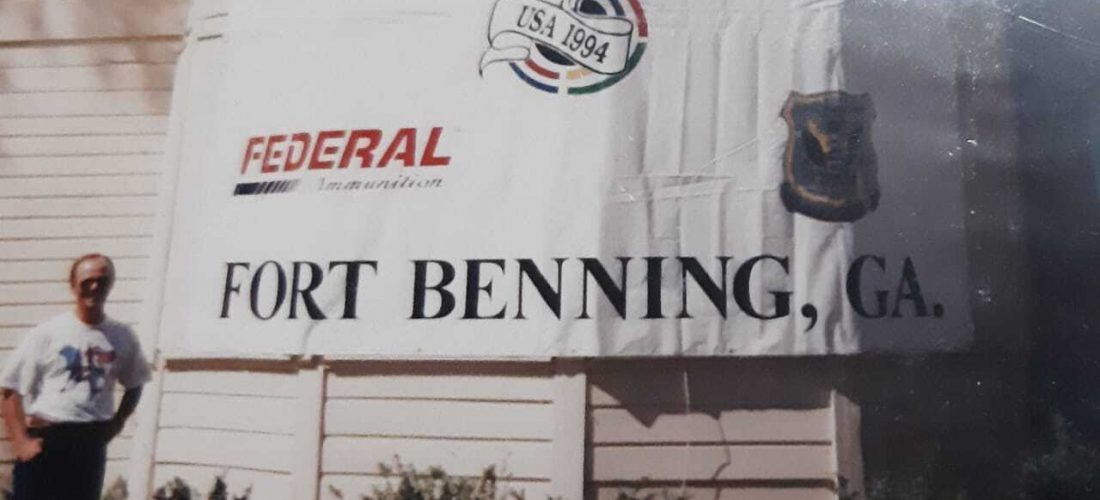 USA 1994
FEDERAL
Ammunition
FORT BENNING, GA.